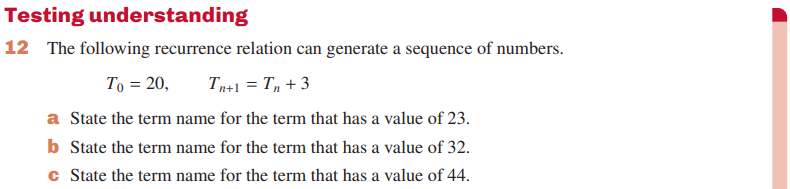 Testing understanding
12 The following recurrence relation can generate a sequence of numbers.
T₀ = 20, Tₙ₊₁ = Tₙ + 3
a State the term name for the term that has a value of 23.
b State the term name for the term that has a value of 32.
c State the term name for the term that has a value of 44.